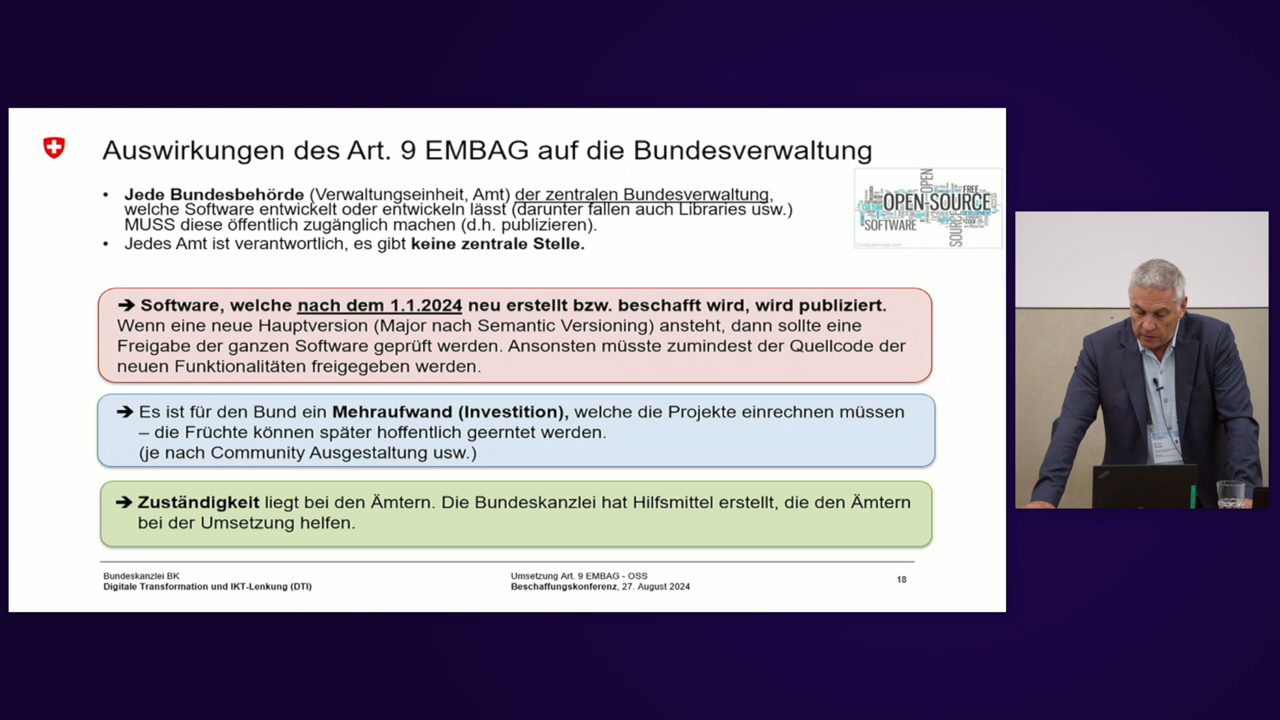 Auswirkungen des Art. 9 EMBAG auf die Bundesverwaltung
• Jede Bundesbehörde (Verwaltungseinheit, Amt) der zentralen Bundesverwaltung,
welche Software entwickelt oder entwickeln lässt (darunter fallen auch Libraries usw.)
MUSS diese öffentlich zugänglich machen (d.h. publizieren).
• Jedes Amt ist verantwortlich, es gibt keine zentrale Stelle.
OPEN
FREE
OPEN-SOURCE
SOFTWARE
SOURCE
➔ Software, welche nach dem 1.1.2024 neu erstellt bzw. beschafft wird, wird publiziert.
Wenn eine neue Hauptversion (Major nach Semantic Versioning) ansteht, dann sollte eine
Freigabe der ganzen Software geprüft werden. Ansonsten müsste zumindest der Quellcode der
neuen Funktionalitäten freigegeben werden.
➔ Es ist für den Bund ein Mehraufwand (Investition), welche die Projekte einrechnen müssen
– die Früchte können später hoffentlich geerntet werden.
(je nach Community Ausgestaltung usw.)
➔ Zuständigkeit liegt bei den Ämtern. Die Bundeskanzlei hat Hilfsmittel erstellt, die den Ämtern
bei der Umsetzung helfen.
Bundeskanzlei BK
Digitale Transformation und IKT-Lenkung (DTI)
Umsetzung Art. 9 EMBAG - OSS
Beschaffungskonferenz, 27. August 2024
18